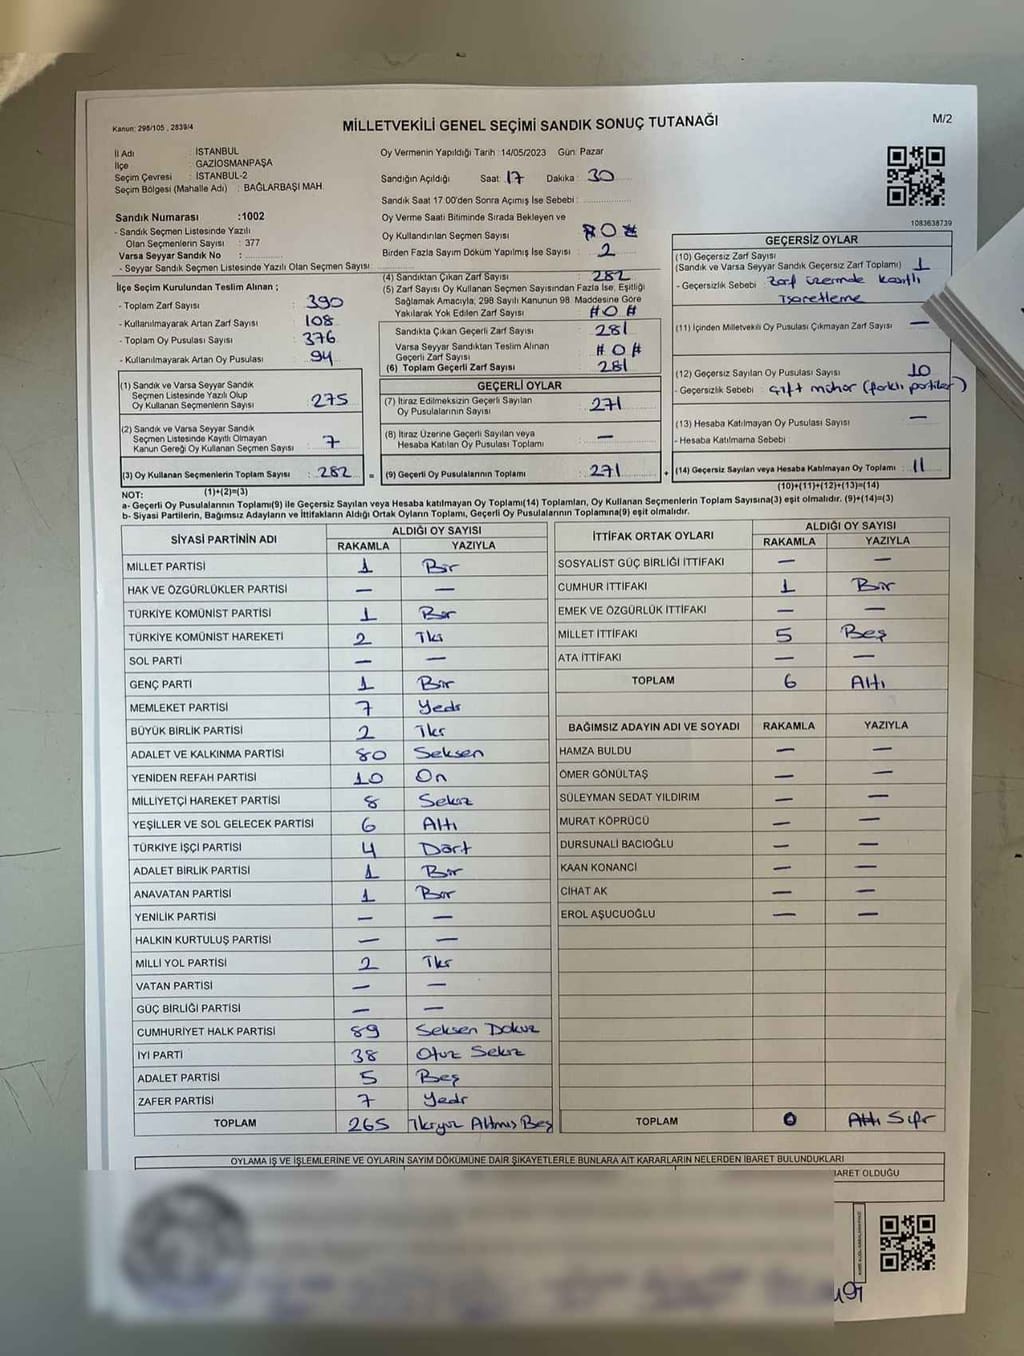 Kanun: 298/105 , 2839/4
MİLLETVEKİLİ GENEL SEÇİMİ SANDIK SONUÇ TUTANAĞI
M/2
İl Adı : İSTANBUL
İlçe : GAZİOSMANPAŞA
Seçim Çevresi : İSTANBUL-2
Seçim Bölgesi (Mahalle Adı) : BAĞLARBAŞI MAH.
Sandık Numarası :1002
- Sandık Seçmen Listesinde Yazılı
Olan Seçmenlerin Sayısı : 377
Varsa Seyyar Sandık No :
- Seyyar Sandık Seçmen Listesinde Yazılı Olan Seçmen Sayısı
İlçe Seçim Kurulundan Teslim Alınan ;
- Toplam Zarf Sayısı : 390
- Kullanılmayarak Artan Zarf Sayısı : 108
- Toplam Oy Pusulası Sayısı : 376
- Kullanılmayarak Artan Oy Pusulası : 94
(1) Sandık ve Varsa Seyyar Sandık
Seçmen Listesinde Yazılı Olup
Oy Kullanan Seçmenlerin Sayısı : 275
(2) Sandık ve Varsa Seyyar Sandık
Seçmen Listesinde Kayıtlı Olmayan
Kanun Gereği Oy Kullanan Seçmen Sayısı : 7
(3) Oy Kullanan Seçmenlerin Toplam Sayısı : 282 =
(1)+(2)=(3)
Oy Vermenin Yapıldığı Tarih :14/05/2023 Gün: Pazar
Sandığın Açıldığı Saat: 17 Dakika : 30
Sandık Saat 17.00'den Sonra Açımış İse Sebebi :
Oy Verme Saati Bitiminde Sırada Bekleyen ve
Oy Kullandırılan Seçmen Sayısı : # 0 #
Birden Fazla Sayım Döküm Yapılmış İse Sayısı : 2
(4) Sandıktan Çıkan Zarf Sayısı : 282
(5) Zarf Sayısı Oy Kullanan Seçmen Sayısından Fazla İse, Eşitliği
Sağlamak Amacıyla, 298 Sayılı Kanunun 98. Maddesine Göre
Yakılarak Yok Edilen Zarf Sayısı : # 0 #
Sandıkta Çıkan Geçerli Zarf Sayısı : 281
Varsa Seyyar Sandıktan Teslim Alınan
Geçerli Zarf Sayısı : # 0 #
(6) Toplam Geçerli Zarf Sayısı : 281
GEÇERLİ OYLAR
(7) İtiraz Edilmeksizin Geçerli Sayılan
Oy Pusulalarının Sayısı : 271
(8) İtiraz Üzerine Geçerli Sayılan veya
Hesaba Katılan Oy Pusulası Toplamı : —
(9) Geçerli Oy Pusulalarının Toplamı : 271 +
1083638739
GEÇERSİZ OYLAR
(10) Geçersiz Zarf Sayısı
(Sandık ve Varsa Seyyar Sandık Geçersiz Zarf Toplamı) : 1
- Geçersizlik Sebebi : Zarf üzerinde kasıtlı
işaretleme
(11) İçinden Milletvekili Oy Pusulası Çıkmayan Zarf Sayısı : —
(12) Geçersiz Sayılan Oy Pusulası Sayısı : 10
- Geçersizlik Sebebi : çift mühür (farklı partiler)
(13) Hesaba Katılmayan Oy Pusulası Sayısı : —
- Hesaba Katılmama Sebebi :
(14) Geçersiz Sayılan veya Hesaba Katılmayan Oy Toplamı : 11
(10)+(11)+(12)+(13)=(14)
NOT:
a- Geçerli Oy Pusulalarının Toplamı(9) ile Geçersiz Sayılan veya Hesaba katılmayan Oy Toplamı(14) Toplamları, Oy Kullanan Seçmenlerin Toplam Sayısına(3) eşit olmalıdır. (9)+(14)=(3)
b- Siyasi Partilerin, Bağımsız Adayların ve İttifakların Aldığı Ortak Oyların Toplamı, Geçerli Oy Pusulalarının Toplamına(9) eşit olmalıdır.
SİYASİ PARTİNİN ADI ALDIĞI OY SAYISI
RAKAMLA YAZIYLA
MİLLET PARTİSİ 1 Bir
HAK VE ÖZGÜRLÜKLER PARTİSİ — —
TÜRKİYE KOMÜNİST PARTİSİ 1 Bir
TÜRKİYE KOMÜNİST HAREKETİ 2 İki
SOL PARTİ — —
GENÇ PARTİ 1 Bir
MEMLEKET PARTİSİ 7 Yedi
BÜYÜK BİRLİK PARTİSİ 2 İki
ADALET VE KALKINMA PARTİSİ 80 Seksen
YENİDEN REFAH PARTİSİ 10 On
MİLLİYETÇİ HAREKET PARTİSİ 8 Sekiz
YEŞİLLER VE SOL GELECEK PARTİSİ 6 Altı
TÜRKİYE İŞÇİ PARTİSİ 4 Dört
ADALET BİRLİK PARTİSİ 1 Bir
ANAVATAN PARTİSİ 1 Bir
YENİLİK PARTİSİ — —
HALKIN KURTULUŞ PARTİSİ — —
MİLLİ YOL PARTİSİ 2 İki
VATAN PARTİSİ — —
GÜÇ BİRLİĞİ PARTİSİ — —
CUMHURİYET HALK PARTİSİ 89 Seksen Dokuz
İYİ PARTİ 38 Otuz Sekiz
ADALET PARTİSİ 5 Beş
ZAFER PARTİSİ 7 Yedi
TOPLAM 265 İkiyüz Altmış Beş
İTTİFAK ORTAK OYLARI ALDIĞI OY SAYISI
RAKAMLA YAZIYLA
SOSYALİST GÜÇ BİRLİĞİ İTTİFAKI — —
CUMHUR İTTİFAKI 1 Bir
EMEK VE ÖZGÜRLÜK İTTİFAKI — —
MİLLET İTTİFAKI 5 Beş
ATA İTTİFAKI — —
TOPLAM 6 Altı
BAĞIMSIZ ADAYIN ADI VE SOYADI RAKAMLA YAZIYLA
HAMZA BULDU — —
ÖMER GÖNÜLTAŞ — —
SÜLEYMAN SEDAT YILDIRIM — —
MURAT KÖPRÜCÜ — —
DURSUNALİ BACIOĞLU — —
KAAN KONANCI — —
CİHAT AK — —
EROL AŞUCUOĞLU — —
TOPLAM 0 Altı Sıfır
OYLAMA İŞ VE İŞLEMLERİNE VE OYLARIN SAYIM DÖKÜMÜNE DAİR ŞİKAYETLERLE BUNLARA AİT KARARLARIN NELERDEN İBARET BULUNDUKLARI
İBARET OLDUĞU